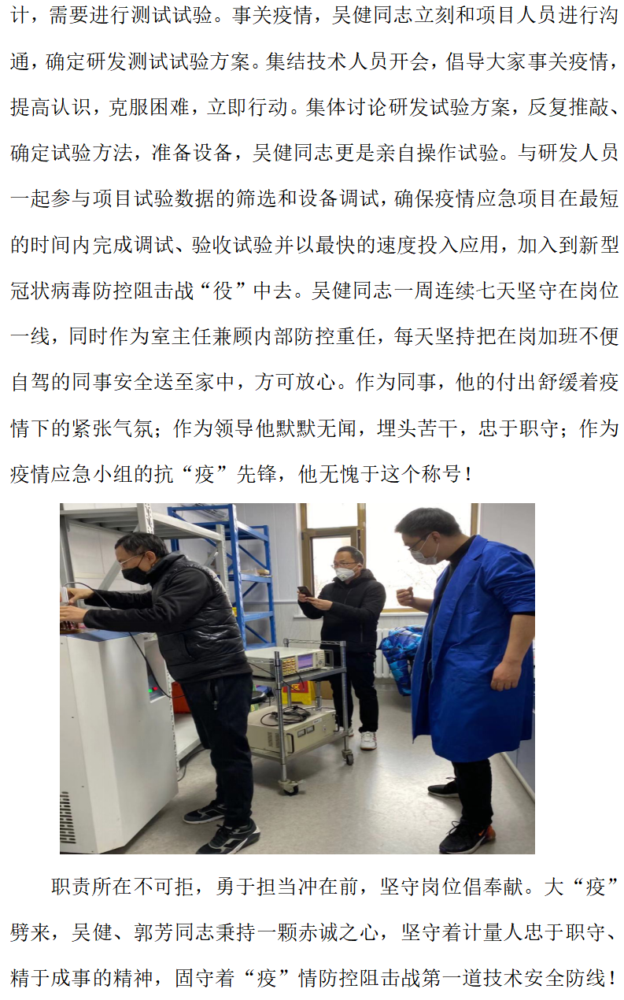 计，需要进行测试试验。事关疫情，吴健同志立刻和项目人员进行沟
通，确定研发测试试验方案。集结技术人员开会，倡导大家事关疫情，
提高认识，克服困难，立即行动。集体讨论研发试验方案，反复推敲、
确定试验方法，准备设备，吴健同志更是亲自操作试验。与研发人员
一起参与项目试验数据的筛选和设备调试，确保疫情应急项目在最短
的时间内完成调试、验收试验并以最快的速度投入应用，加入到新型
冠状病毒防控阻击战“役”中去。吴健同志一周连续七天坚守在岗位
一线，同时作为室主任兼顾内部防控重任，每天坚持把在岗加班不便
自驾的同事安全送至家中，方可放心。作为同事，他的付出舒缓着疫
情下的紧张气氛；作为领导他默默无闻，埋头苦干，忠于职守；作为
疫情应急小组的抗“疫”先锋，他无愧于这个称号！
职责所在不可拒，勇于担当冲在前，坚守岗位倡奉献。大“疫”
劈来，吴健、郭芳同志秉持一颗赤诚之心，坚守着计量人忠于职守、
精于成事的精神，固守着“疫”情防控阻击战第一道技术安全防线！